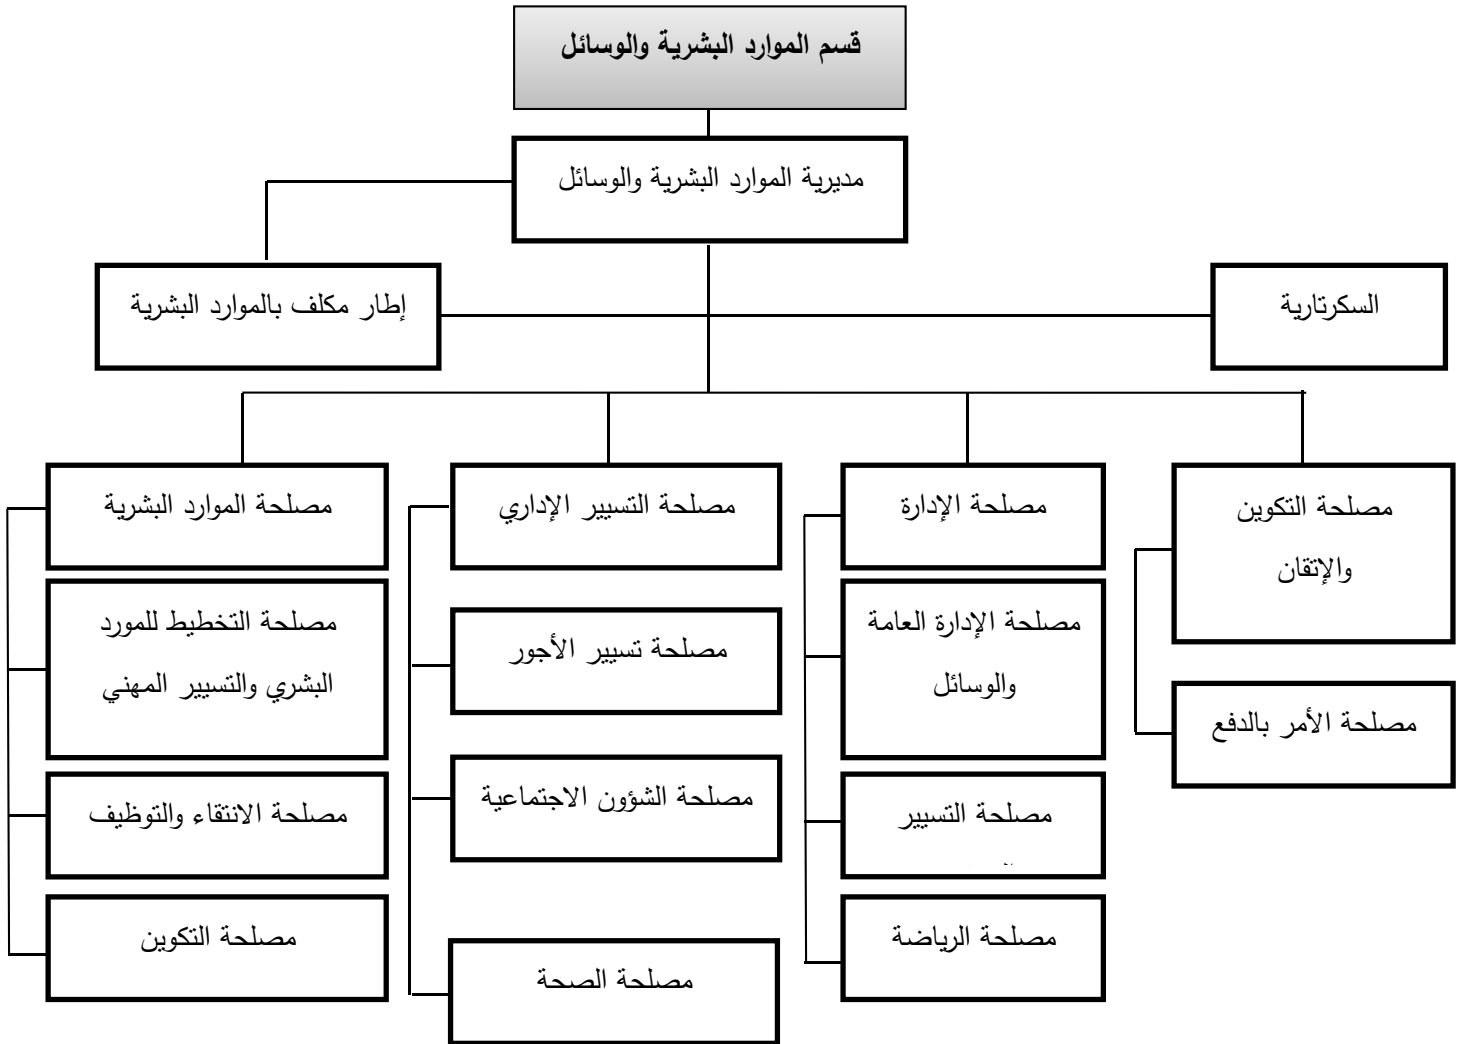 قسم الموارد البشرية والوسائل
مديرية الموارد البشرية والوسائل
السكرتارية
إطار مكلف بالموارد البشرية
مصلحة التكوين
والإتقان
مصلحة الأمر بالدفع
مصلحة الإدارة
مصلحة الإدارة العامة
والوسائل
مصلحة التسيير
مصلحة الرياضة
مصلحة التسيير الإداري
مصلحة تسيير الأجور
مصلحة الشؤون الاجتماعية
مصلحة الصحة
مصلحة الموارد البشرية
مصلحة التخطيط للمورد
البشري والتسيير المهني
مصلحة الانتقاء والتوظيف
مصلحة التكوين